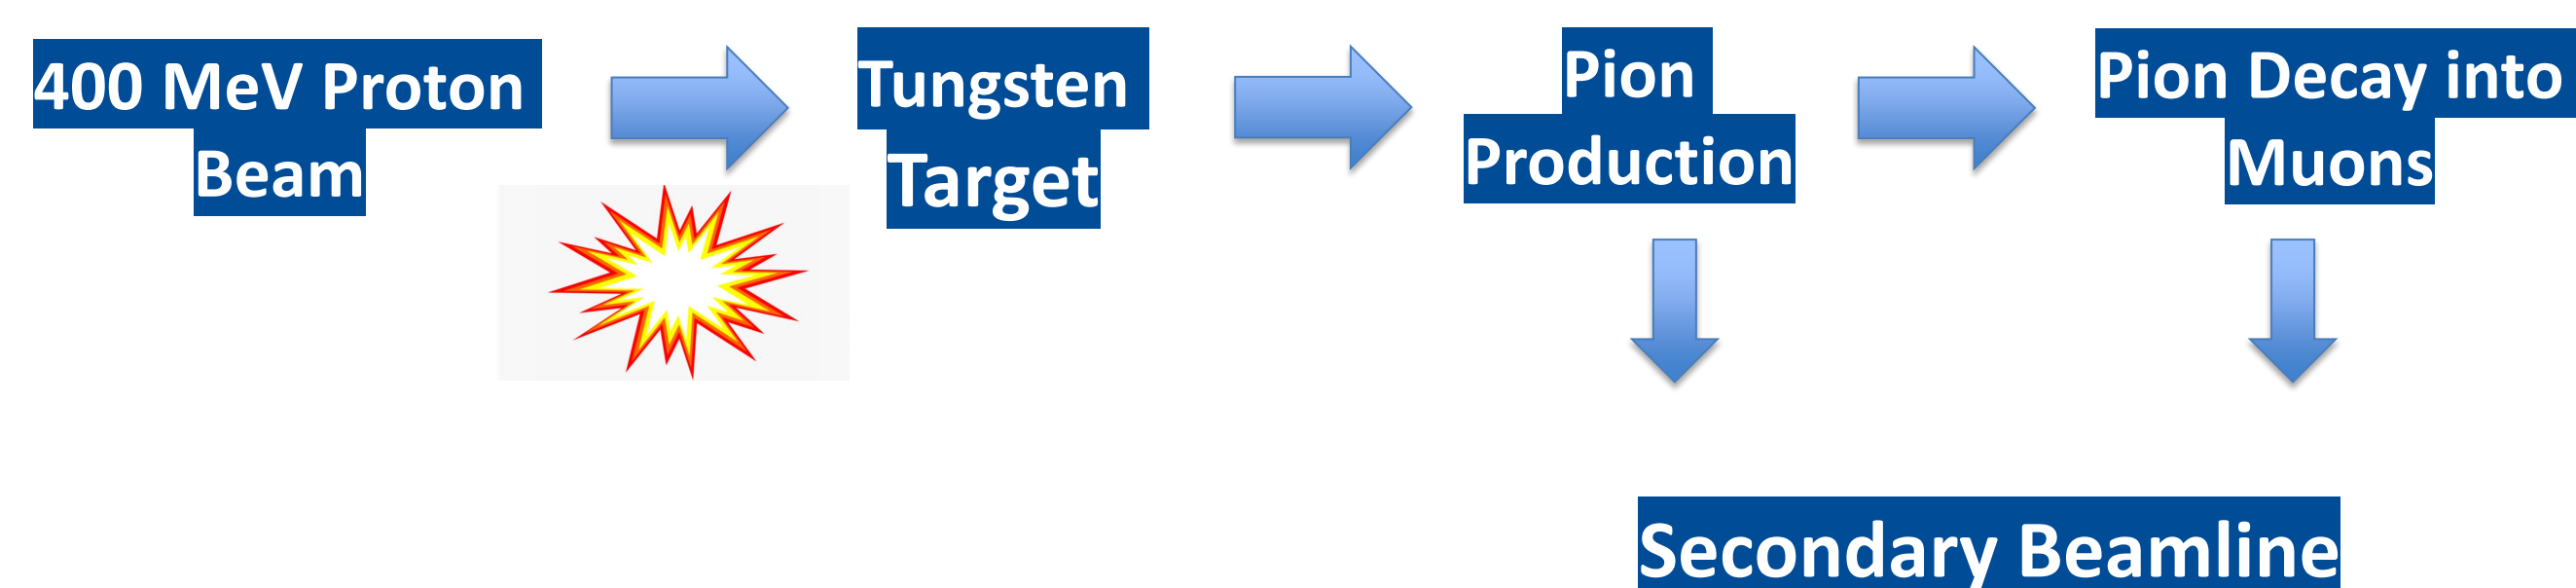 400 MeV Proton
Beam
Tungsten
Target
Pion
Production
Pion Decay into
Muons
Secondary Beamline